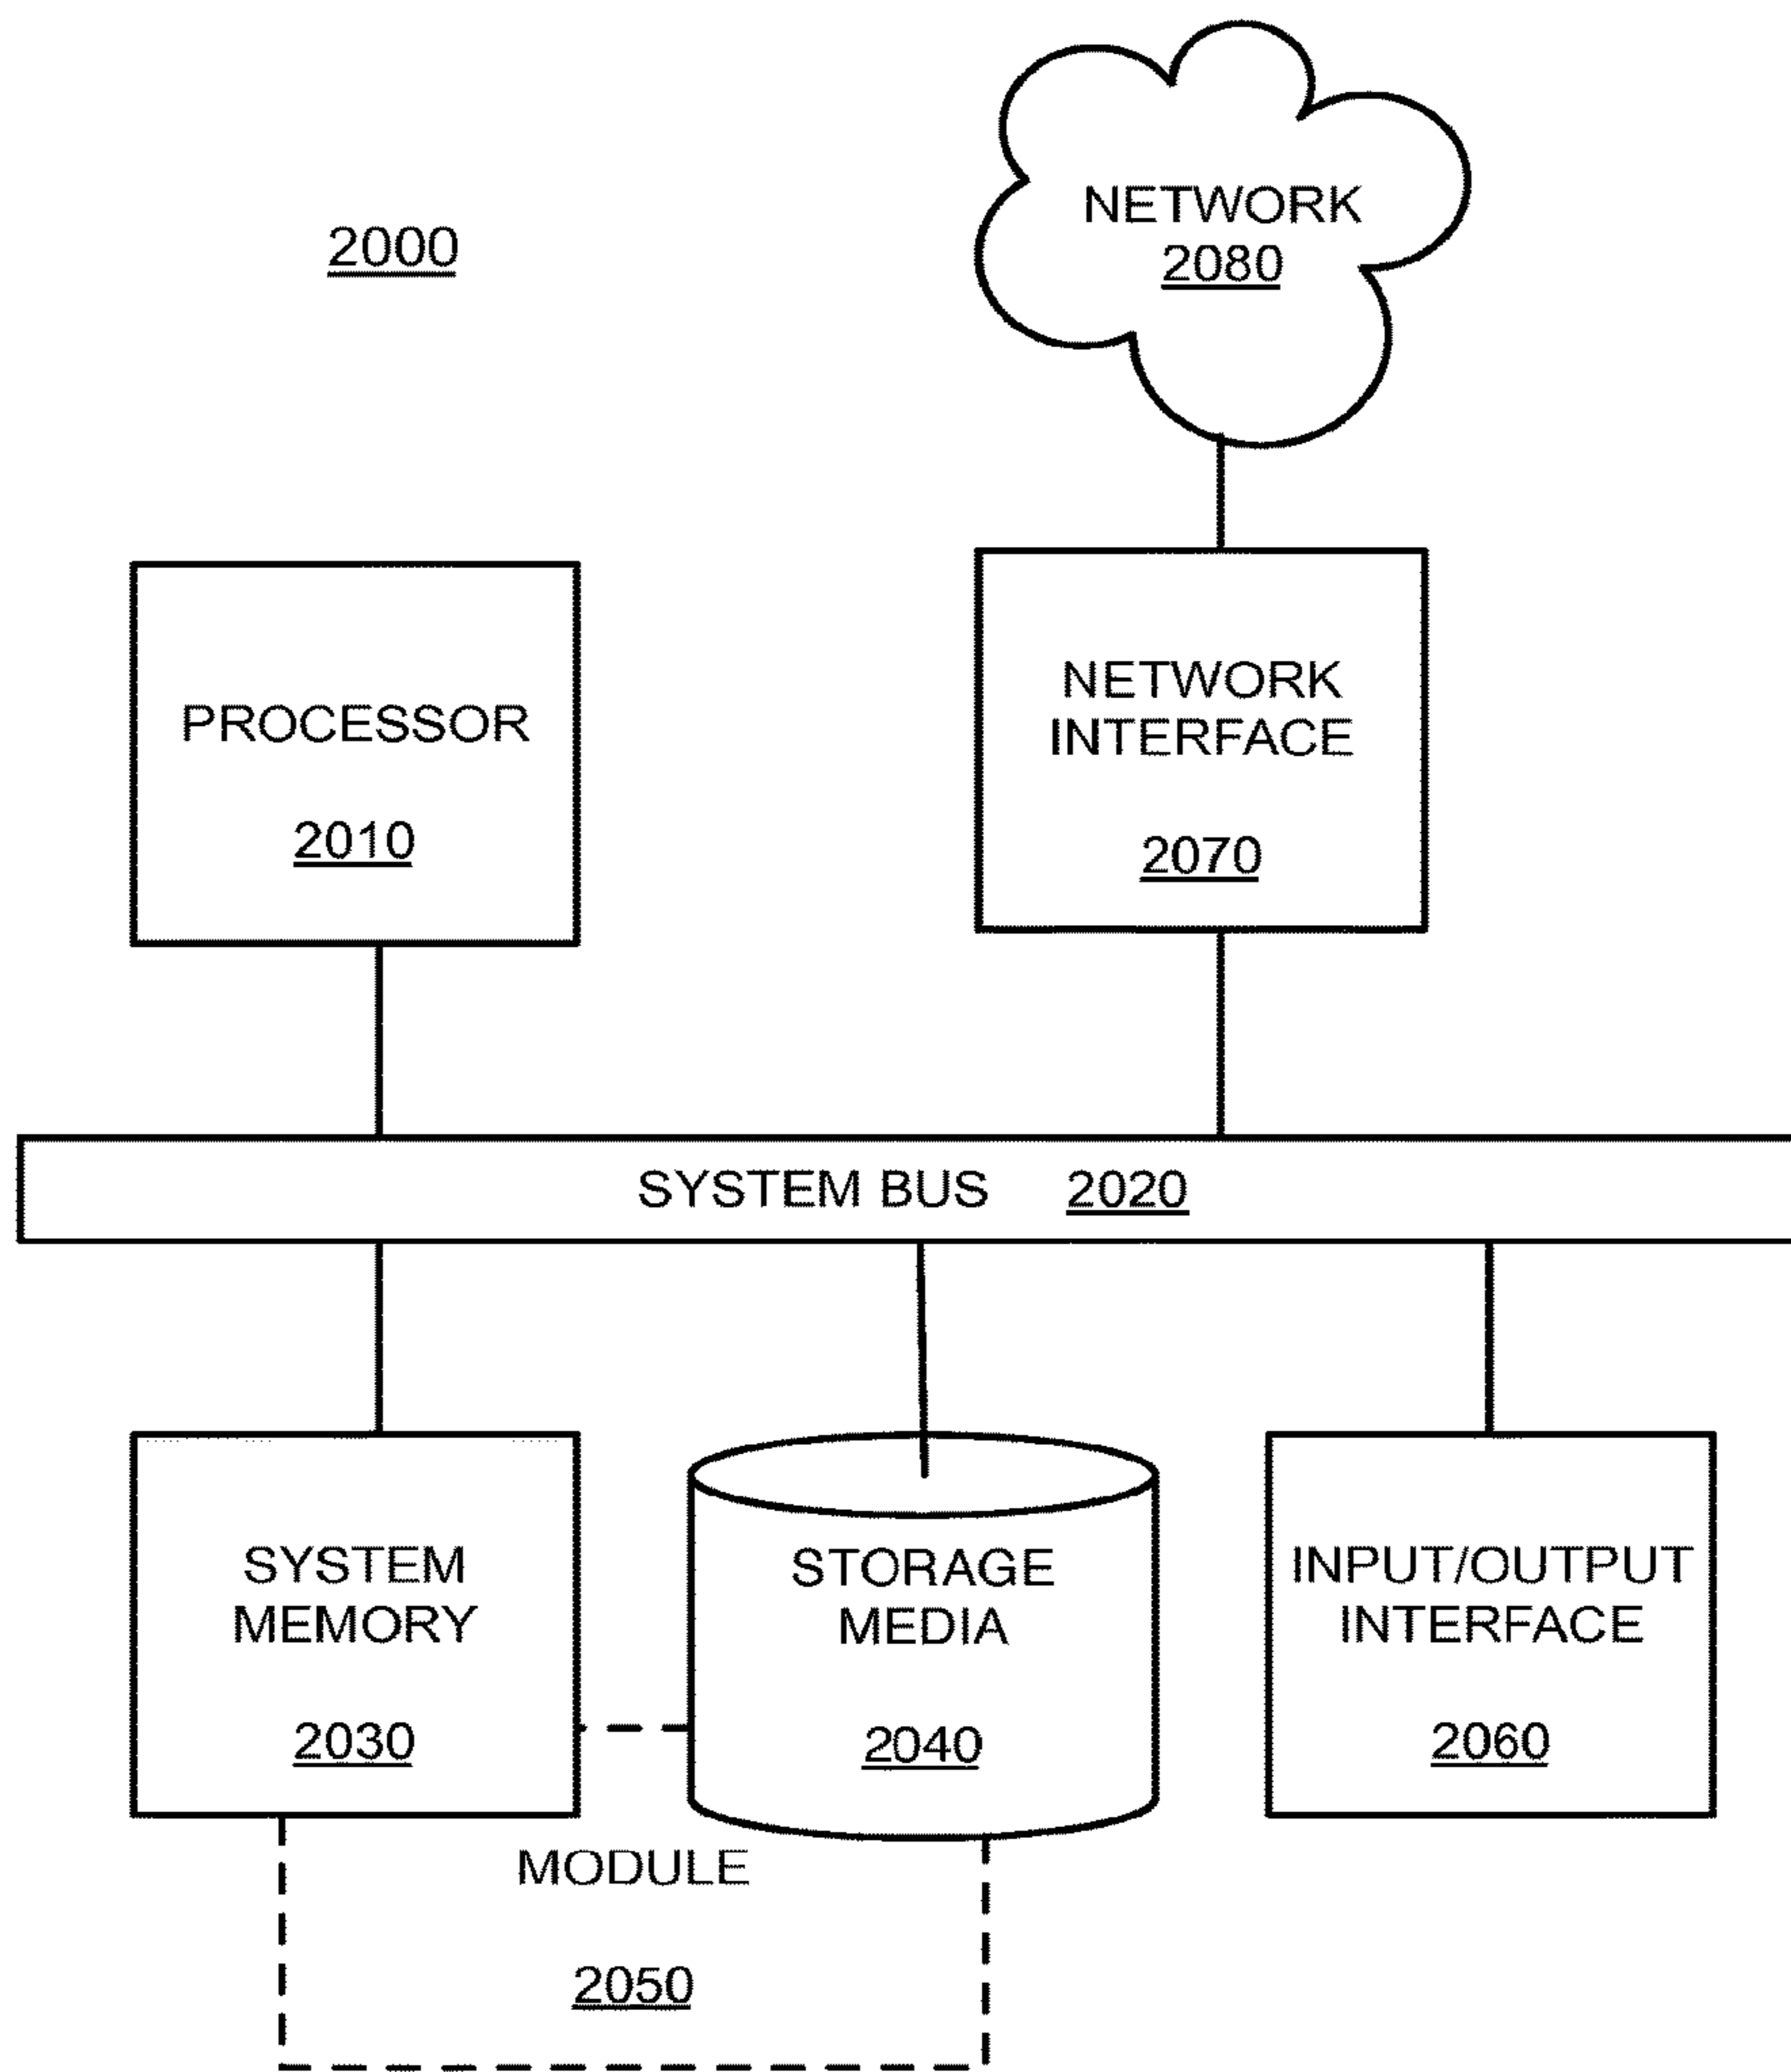 2000
NETWORK
2080
PROCESSOR
2010
NETWORK
INTERFACE
2070
SYSTEM BUS 2020
SYSTEM
MEMORY
2030
STORAGE
MEDIA
2040
INPUT/OUTPUT
INTERFACE
2060
MODULE
2050